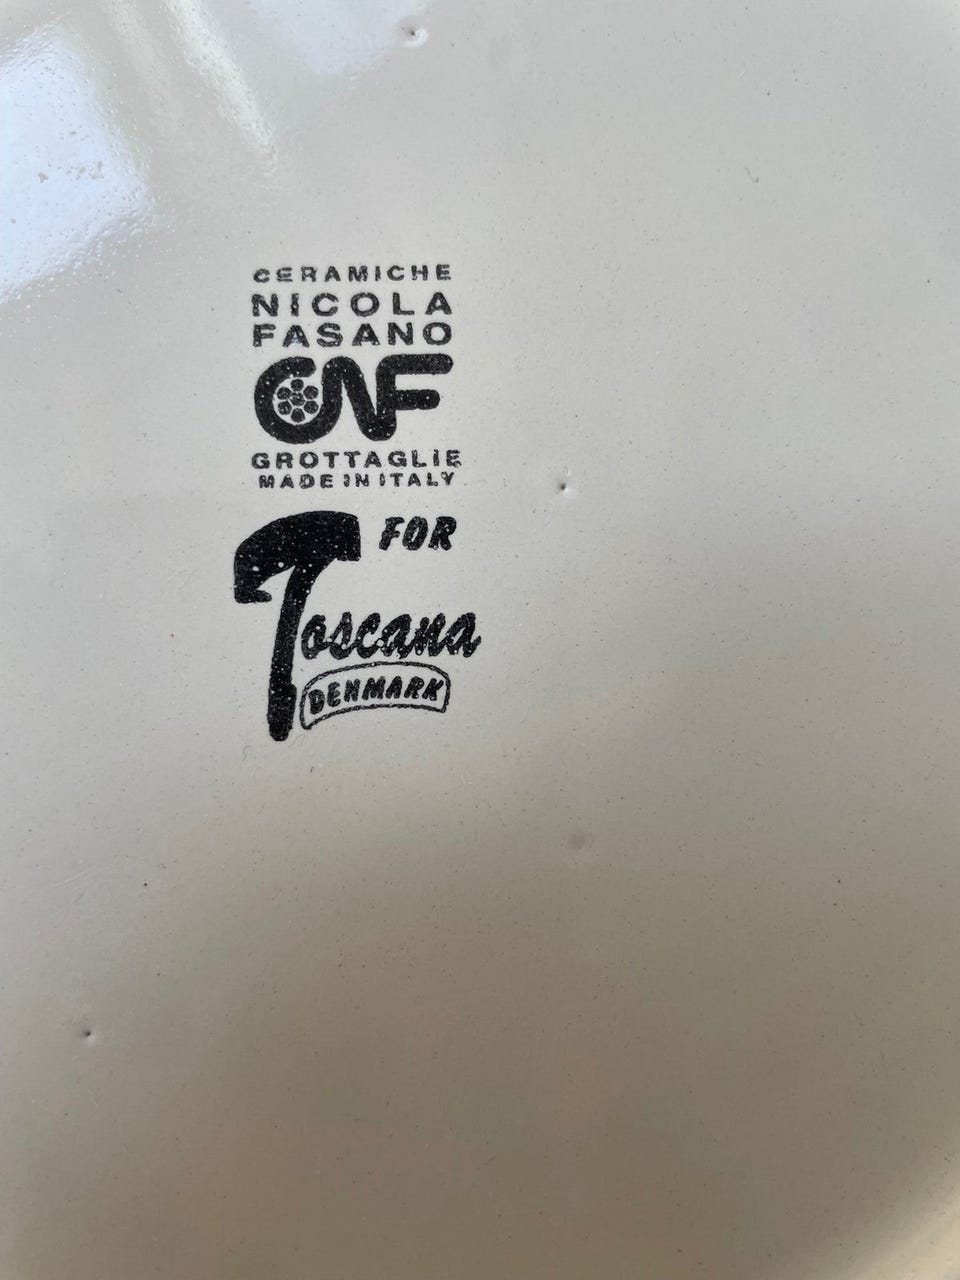 CERAMICHE
NICOLA
FASANO
CNF
GROTTAGLIE
MADE IN ITALY
FOR
Toscana
DENMARK